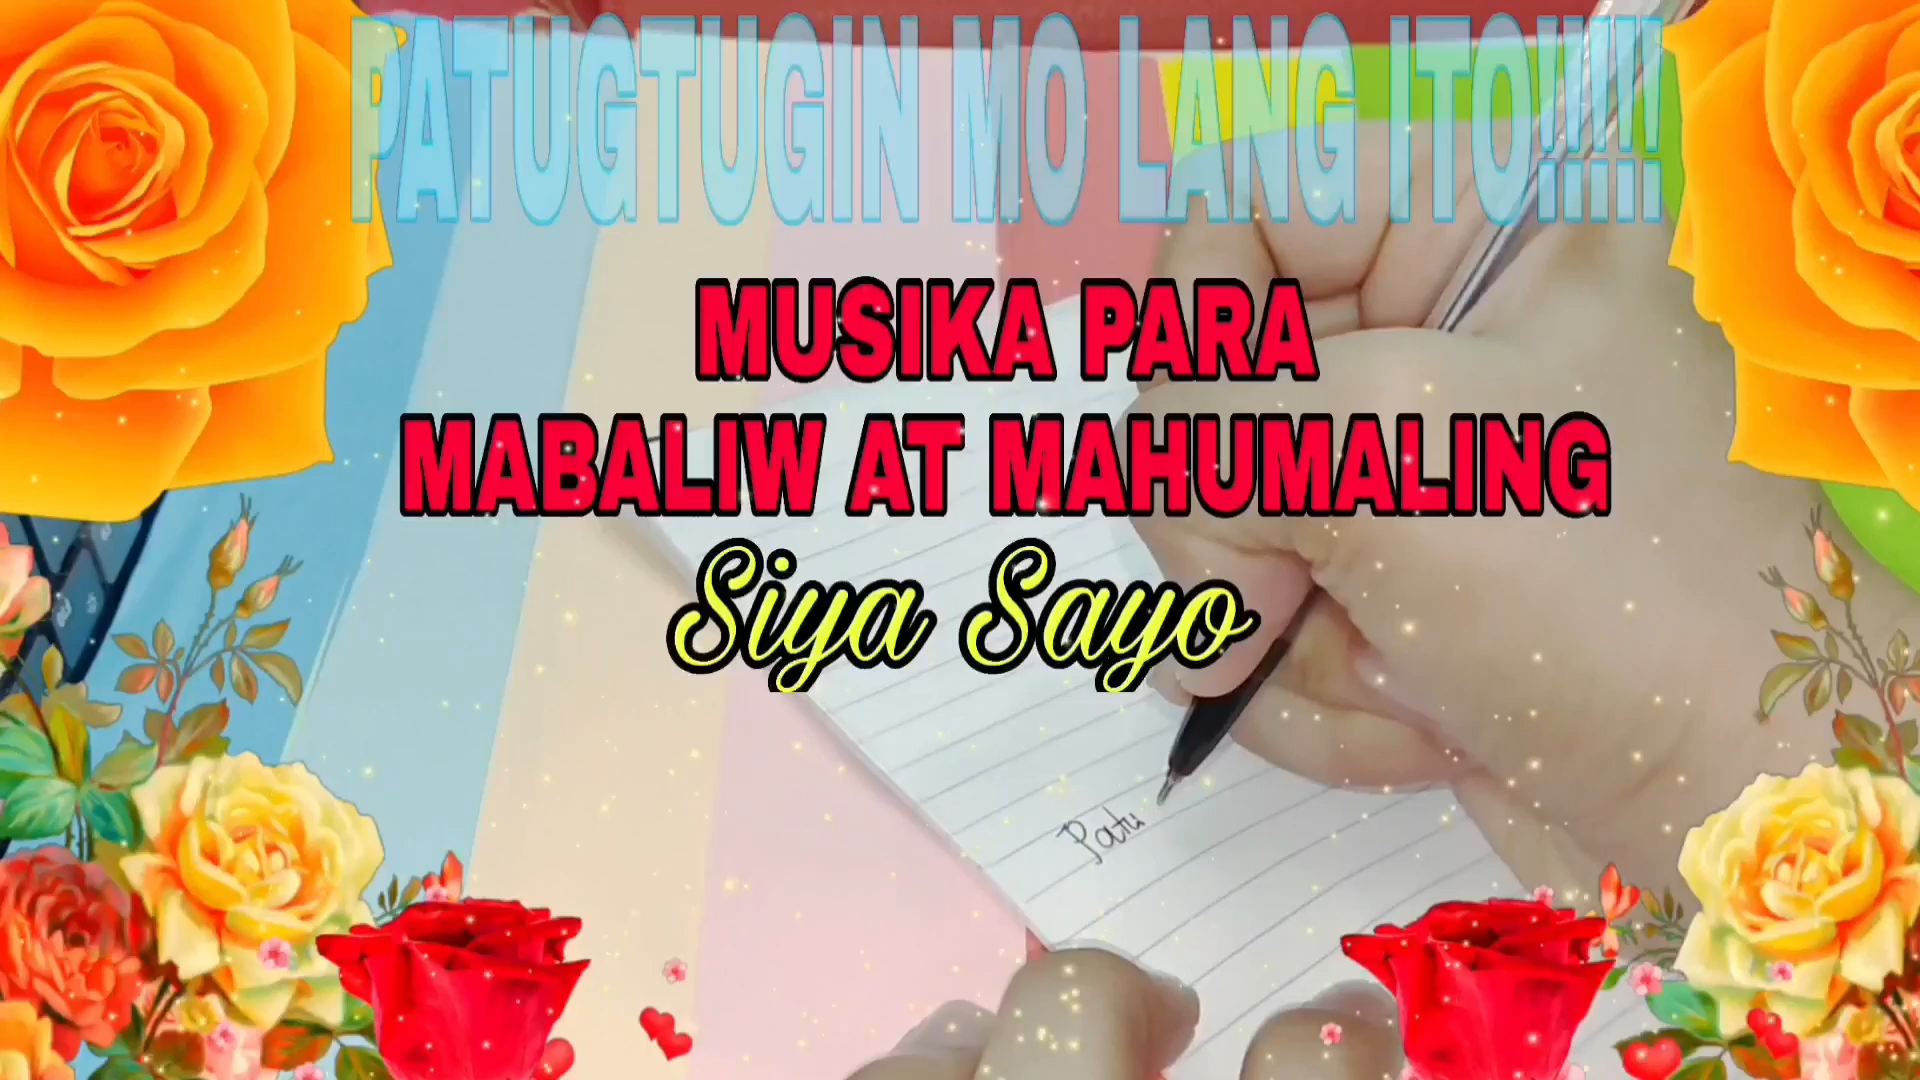 PATUGTUGIN MO LANG ITO!!!!!
MUSIKA PARA
MABALIW AT MAHUMALING
Siya Sayo
Patu